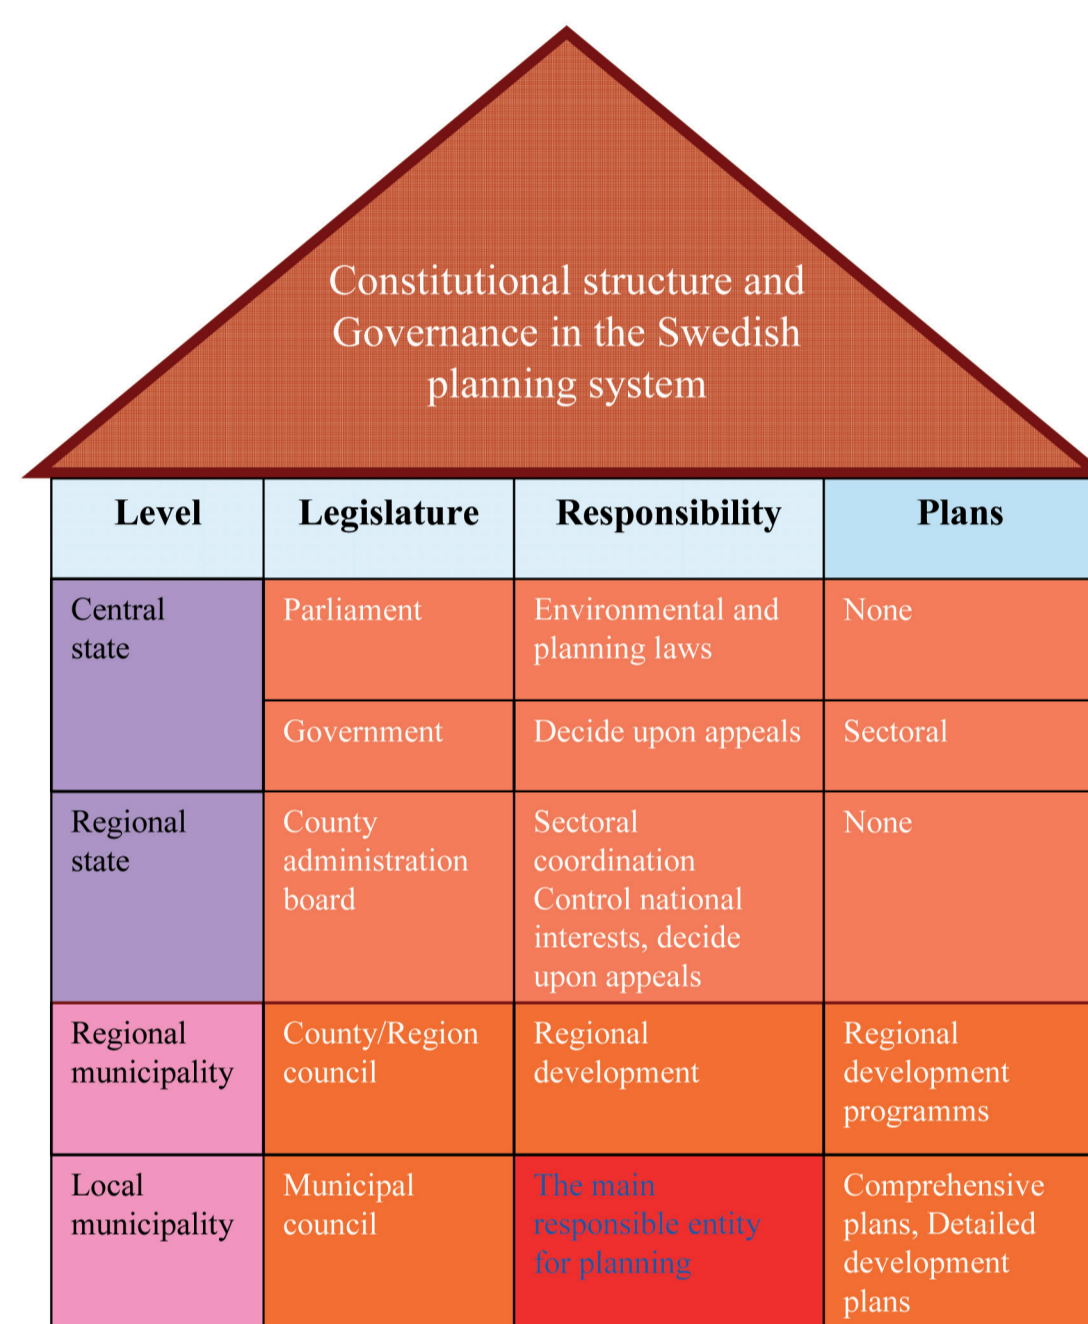 Constitutional structure and
Governance in the Swedish
planning system
Level Legislature Responsibility Plans
Central
state
Parliament
Environmental and
planning laws
None
Government
Decide upon appeals
Sectoral
Regional
state
County
administration
board
Sectoral
coordination
Control national
interests, decide
upon appeals
None
Regional
municipality
County/Region
council
Regional
development
Regional
development
programms
Local
municipality
Municipal
council
The main
responsible entity
for planning
Comprehensive
plans, Detailed
development
plans